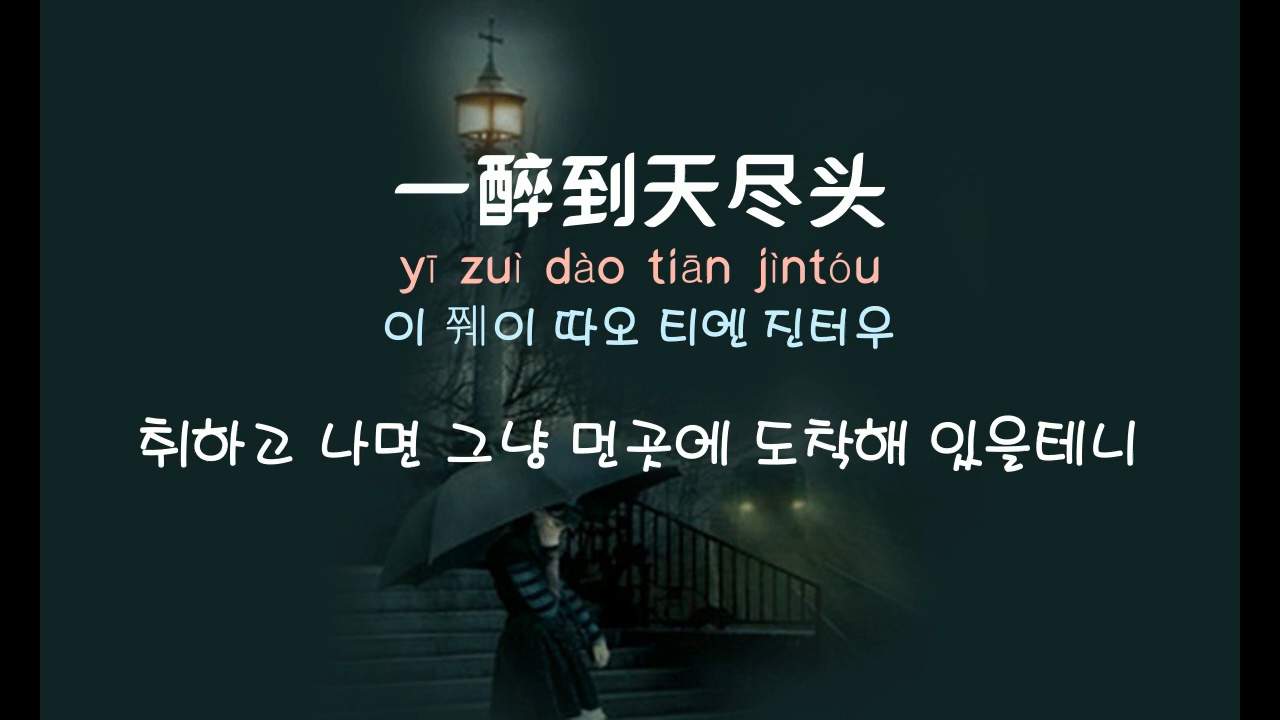 一醉到天尽头
yī zuì dào tiān jìntóu
이 쮀이 따오 티엔 진터우
취하고 나면 그냥 먼곳에 도착해 있을테니